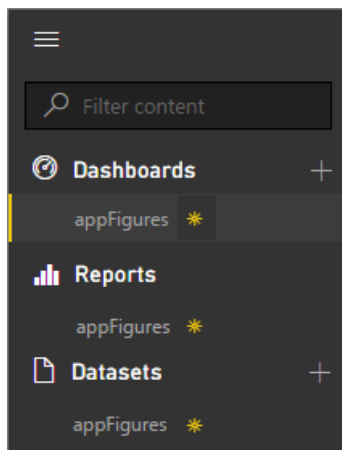 Filter content
Dashboards
appFigures
Reports
appFigures
Datasets
appFigures